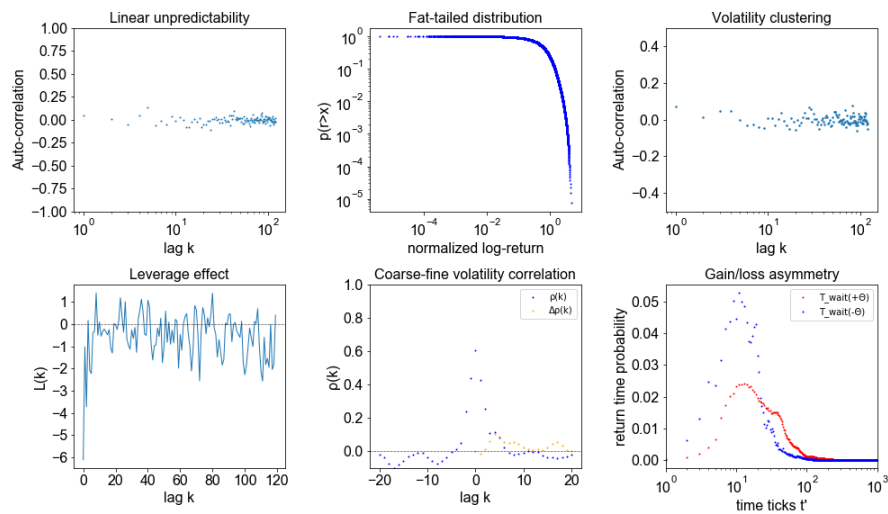 Linear unpredictability
1.00
0.75
0.50
0.25
0.00
−0.25
−0.50
−0.75
−1.00
Auto-correlation
10^0
10^1
10^2
lag k
Fat-tailed distribution
10^0
10^−1
10^−2
10^−3
10^−4
10^−5
p(r>x)
10^−4
10^−2
10^0
normalized log-return
Volatility clustering
0.4
0.2
0.0
−0.2
−0.4
Auto-correlation
10^0
10^1
10^2
lag k
Leverage effect
1
0
−1
−2
−3
−4
−5
−6
L(k)
0
20
40
60
80
100
120
lag k
Coarse-fine volatility correlation
ρ(k)
Δρ(k)
1.0
0.8
0.6
0.4
0.2
0.0
ρ(k)
−20
−10
0
10
20
lag k
Gain/loss asymmetry
T_wait(+Θ)
T_wait(-Θ)
0.05
0.04
0.03
0.02
0.01
0.00
return time probability
10^0
10^1
10^2
10^3
time ticks t'